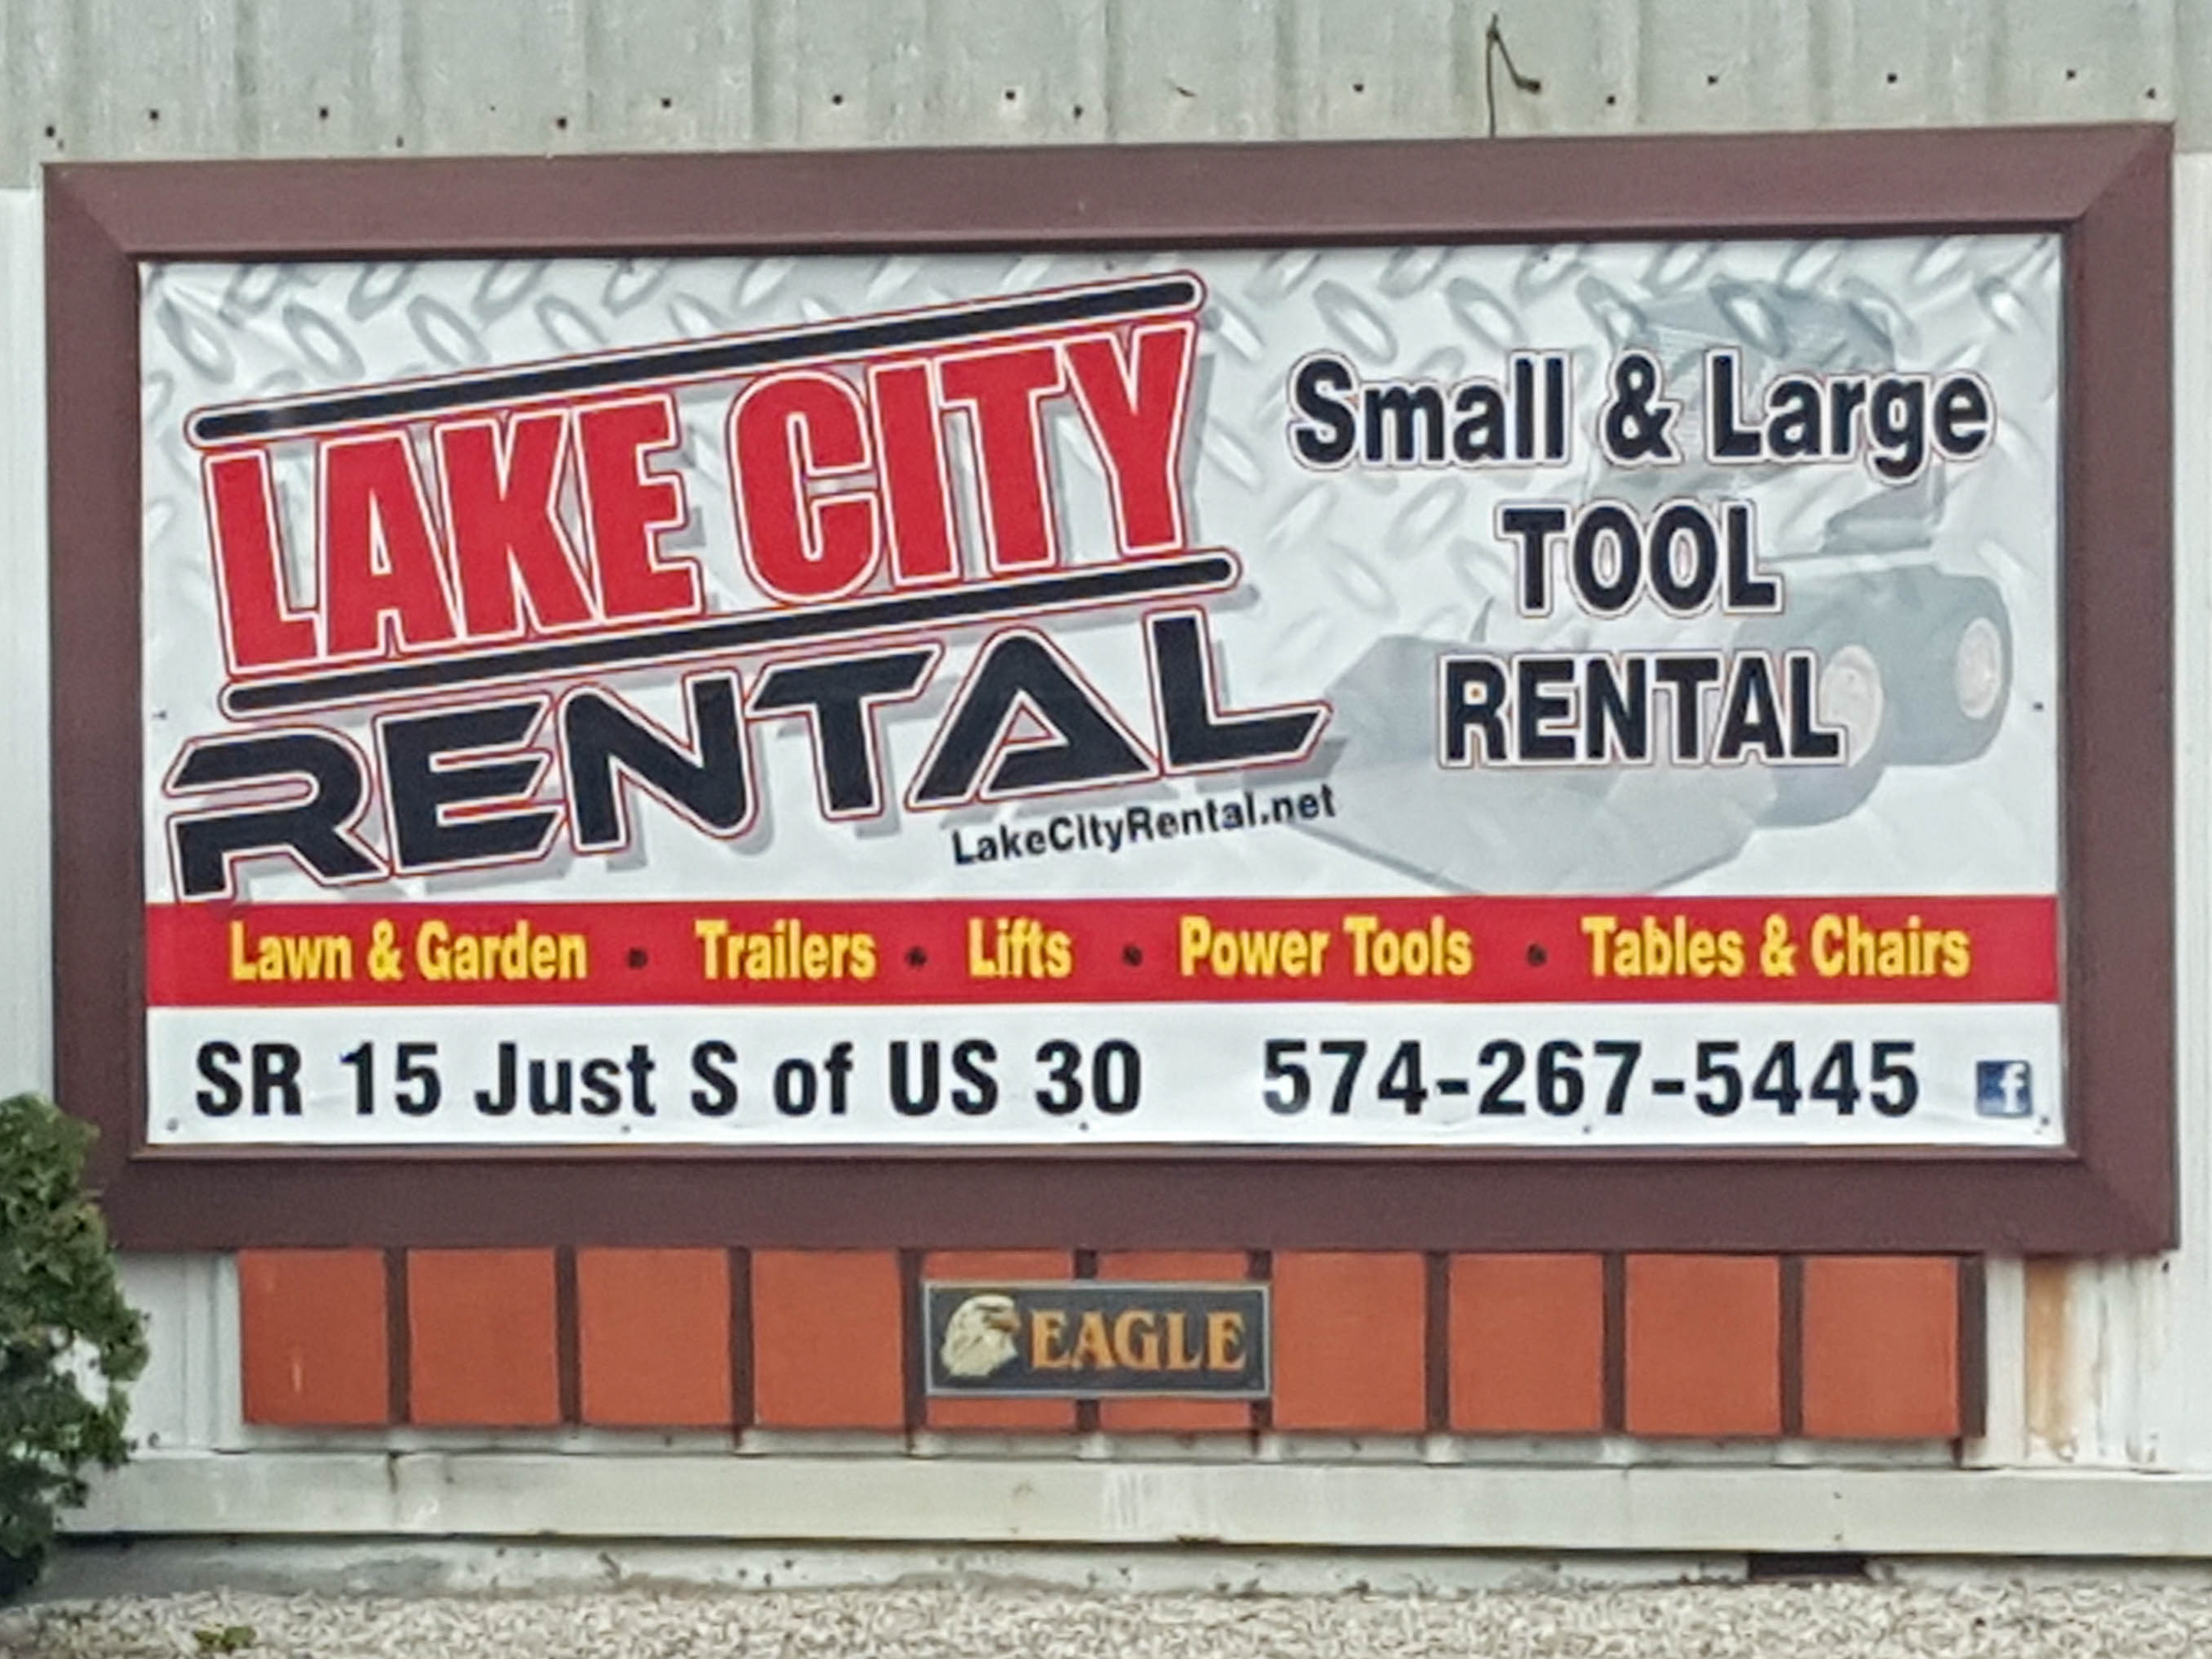 LAKE CITY
RENTAL
LakeCityRental.net
Small & Large
TOOL
RENTAL
Lawn & Garden • Trailers • Lifts • Power Tools • Tables & Chairs
SR 15 Just S of US 30 574-267-5445 f
EAGLE